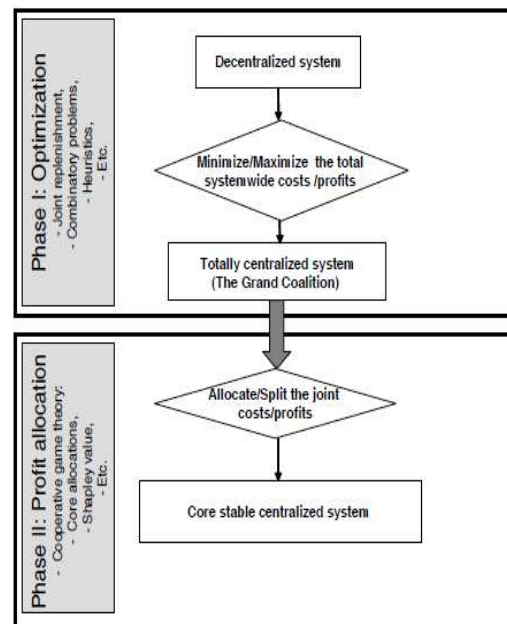 Phase I: Optimization
- Joint replenishment,
- Combinatory problems,
- Heuristics,
- Etc.
Decentralized system
Minimize/Maximize the total
systemwide costs /profits
Totally centralized system
(The Grand Coalition)
Phase II: Profit allocation
- Cooperative game theory:
- Core allocations,
- Shapley value,
- Etc.
Allocate/Split the joint
costs/profits
Core stable centralized system